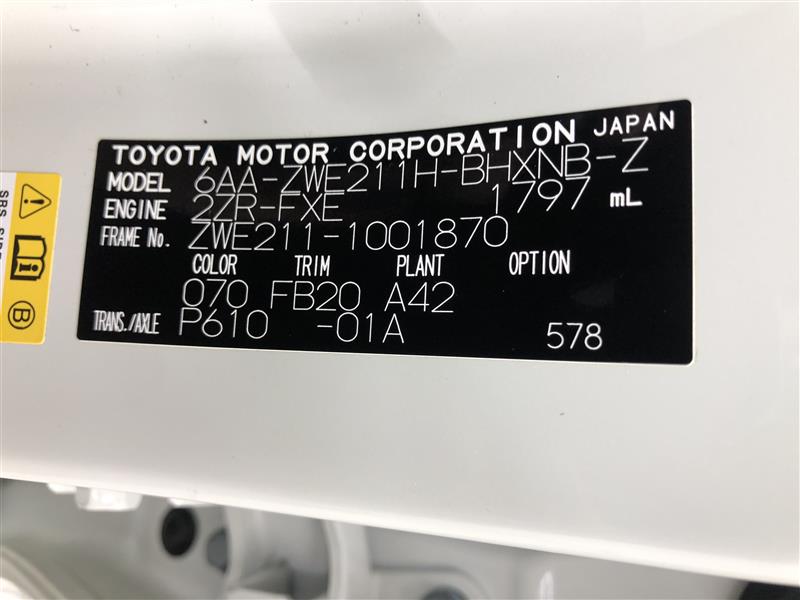 TOYOTA MOTOR CORPORATION JAPAN
MODEL 6AA-ZWE211H-BHXNB-Z
ENGINE 2ZR-FXE 1797 mL
FRAME No. ZWE211-1001870
COLOR TRIM PLANT OPTION
070 FB20 A42
TRANS./AXLE P610 -01A 578
B